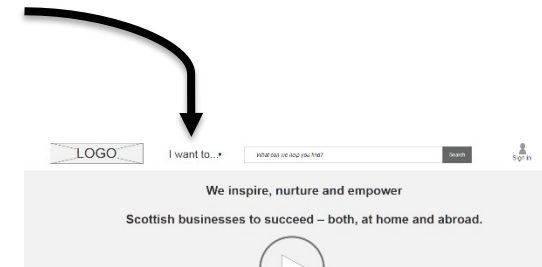 LOGO
I want to...▾
What can we help you find?
Search
Sign in
We inspire, nurture and empower
Scottish businesses to succeed – both, at home and abroad.